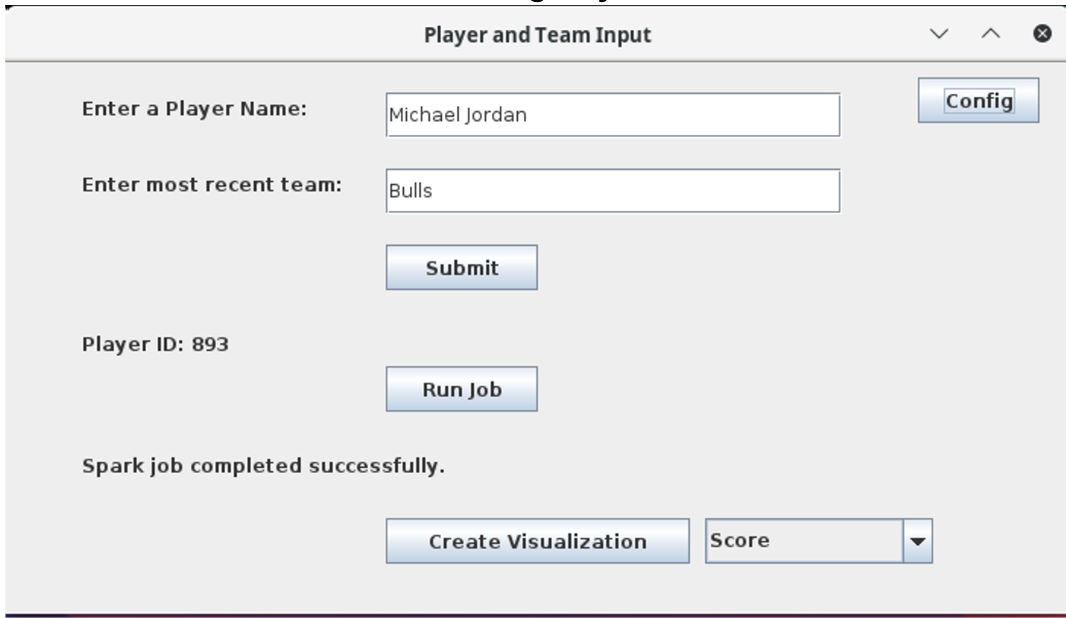 Player and Team Input
Enter a Player Name:
Michael Jordan
Config
Enter most recent team:
Bulls
Submit
Player ID: 893
Run Job
Spark job completed successfully.
Create Visualization
Score